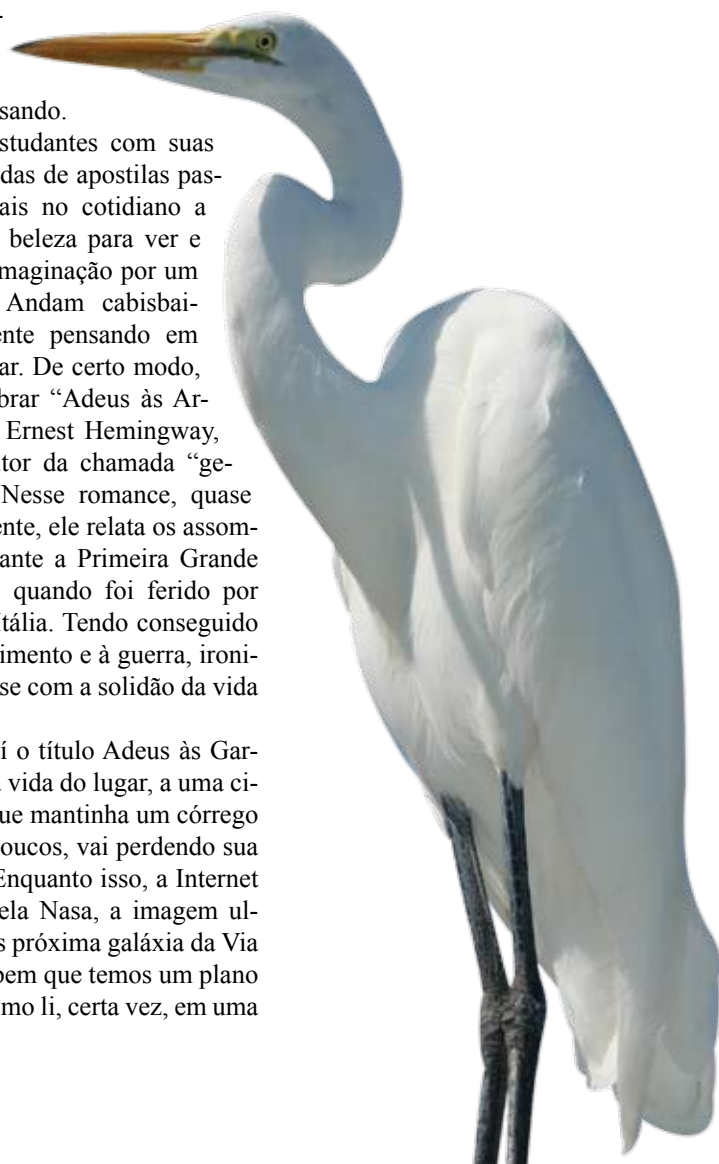 -
sando.
studantes com suas
das de apostilas pas-
ais no cotidiano a
beleza para ver e
maginação por um
Andam cabisbai-
ente pensando em
ar. De certo modo,
brar “Adeus às Ar-
Ernest Hemingway,
tor da chamada “ge-
Nesse romance, quase
ente, ele relata os assom-
ante a Primeira Grande
quando foi ferido por
tália. Tendo conseguido
imento e à guerra, ironi-
se com a solidão da vida
í o título Adeus às Gar-
vida do lugar, a uma ci-
que mantinha um córrego
oucos, vai perdendo sua
Enquanto isso, a Internet
ela Nasa, a imagem ul-
s próxima galáxia da Via
bem que temos um plano
mo li, certa vez, em uma